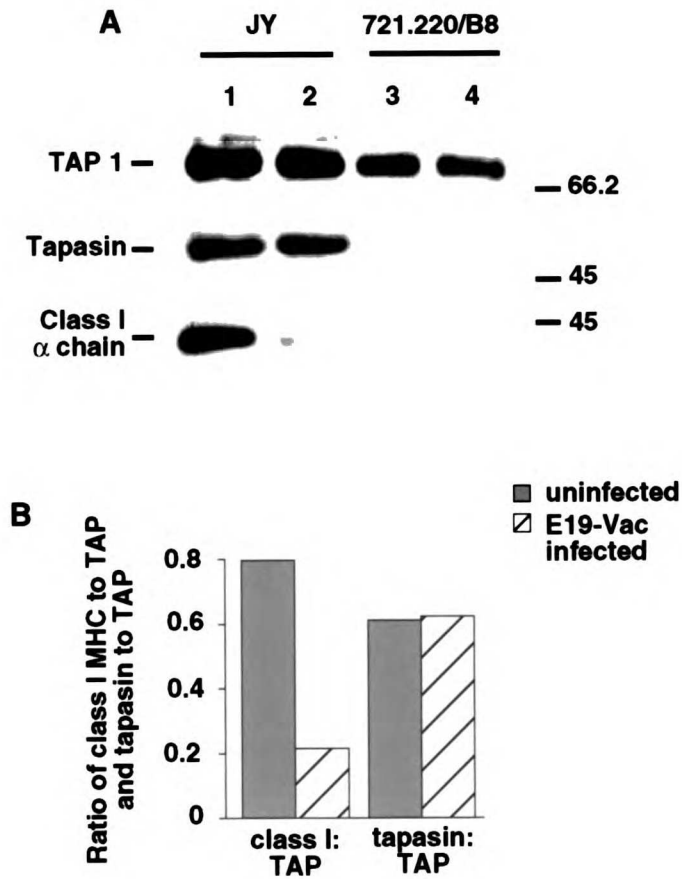 A
JY 721.220/B8
1 2 3 4
TAP 1
66.2
Tapasin
45
Class I
α chain
45
B
uninfected
E19-Vac
infected
Ratio of class I MHC to TAP
and tapasin to TAP
0.8
0.6
0.4
0.2
0
class I: tapasin:
TAP TAP